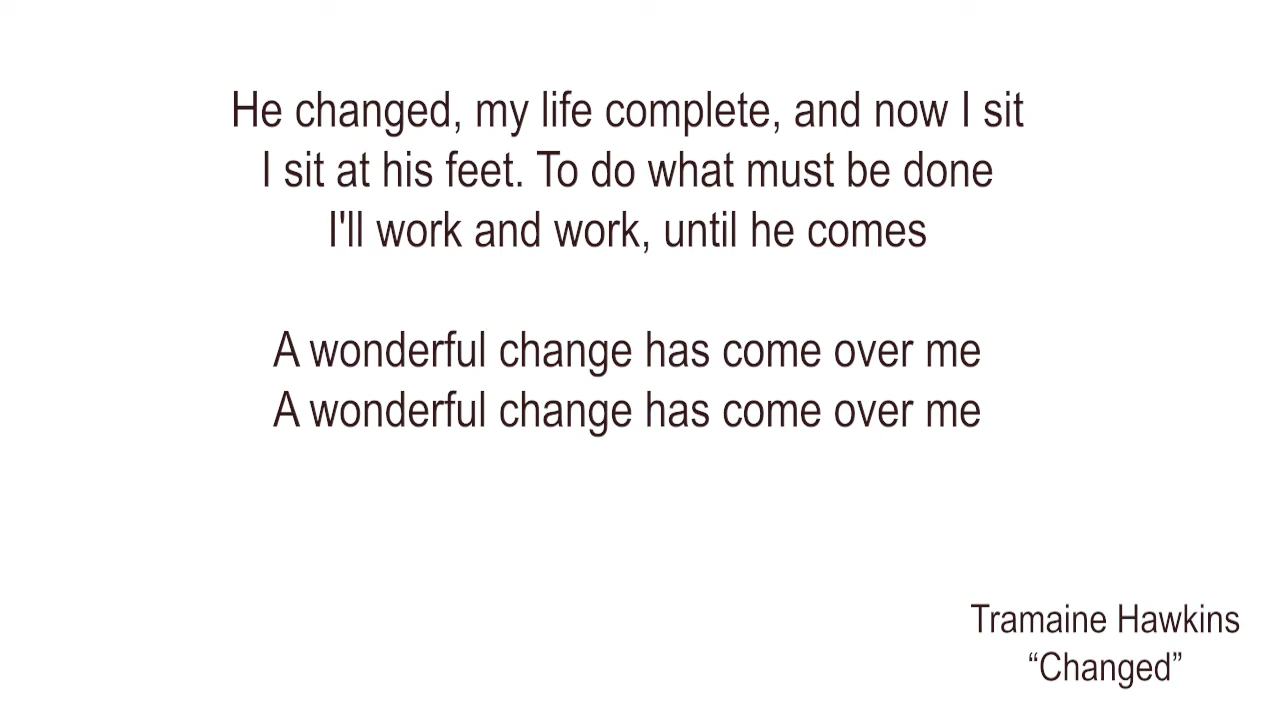 He changed, my life complete, and now I sit
I sit at his feet. To do what must be done
I'll work and work, until he comes
A wonderful change has come over me
A wonderful change has come over me
Tramaine Hawkins
“Changed”